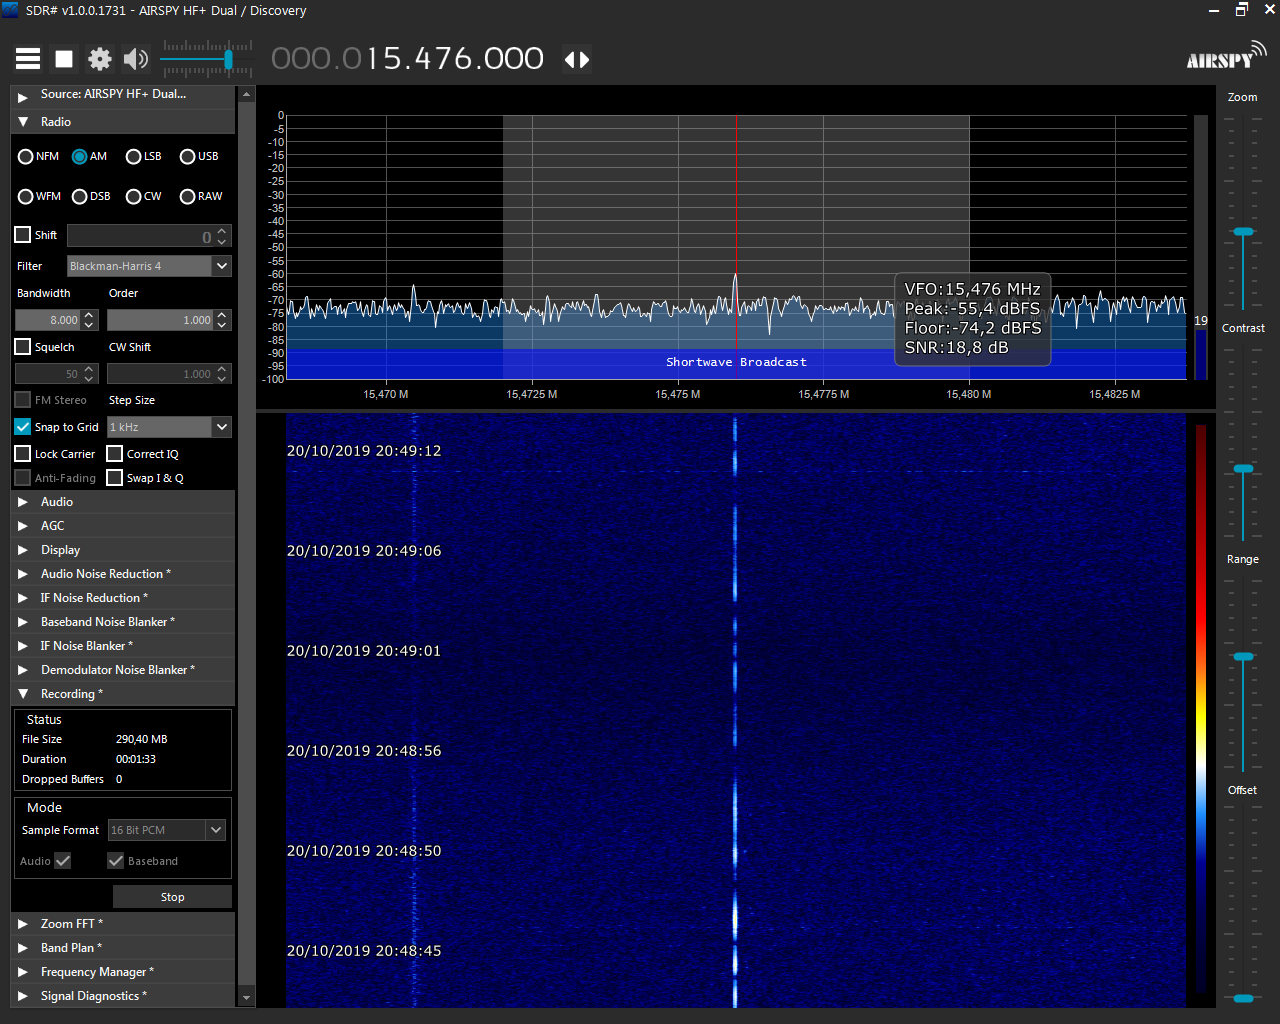 SDR# v1.0.0.1731 - AIRSPY HF+ Dual / Discovery
000.015.476.000
AIRSPY
Source: AIRSPY HF+ Dual...
Radio
NFM AM LSB USB
WFM DSB CW RAW
Shift 0
Filter Blackman-Harris 4
Bandwidth Order
8.000 1.000
Squelch CW Shift
50 1.000
FM Stereo Step Size
Snap to Grid 1 kHz
Lock Carrier Correct IQ
Anti-Fading Swap I & Q
Audio
AGC
Display
Audio Noise Reduction *
IF Noise Reduction *
Baseband Noise Blanker *
IF Noise Blanker *
Demodulator Noise Blanker *
Recording *
Status
File Size 290,40 MB
Duration 00:01:33
Dropped Buffers 0
Mode
Sample Format 16 Bit PCM
Audio Baseband
Stop
Zoom FFT *
Band Plan *
Frequency Manager *
Signal Diagnostics *
0
-5
-10
-15
-20
-25
-30
-35
-40
-45
-50
-55
-60
-65
-70
-75
-80
-85
-90
-95
-100
VFO:15,476 MHz
Peak:-55,4 dBFS
Floor:-74,2 dBFS
SNR:18,8 dB
19
Shortwave Broadcast
15,470 M 15,4725 M 15,475 M 15,4775 M 15,480 M 15,4825 M
20/10/2019 20:49:12
20/10/2019 20:49:06
20/10/2019 20:49:01
20/10/2019 20:48:56
20/10/2019 20:48:50
20/10/2019 20:48:45
Zoom
Contrast
Range
Offset